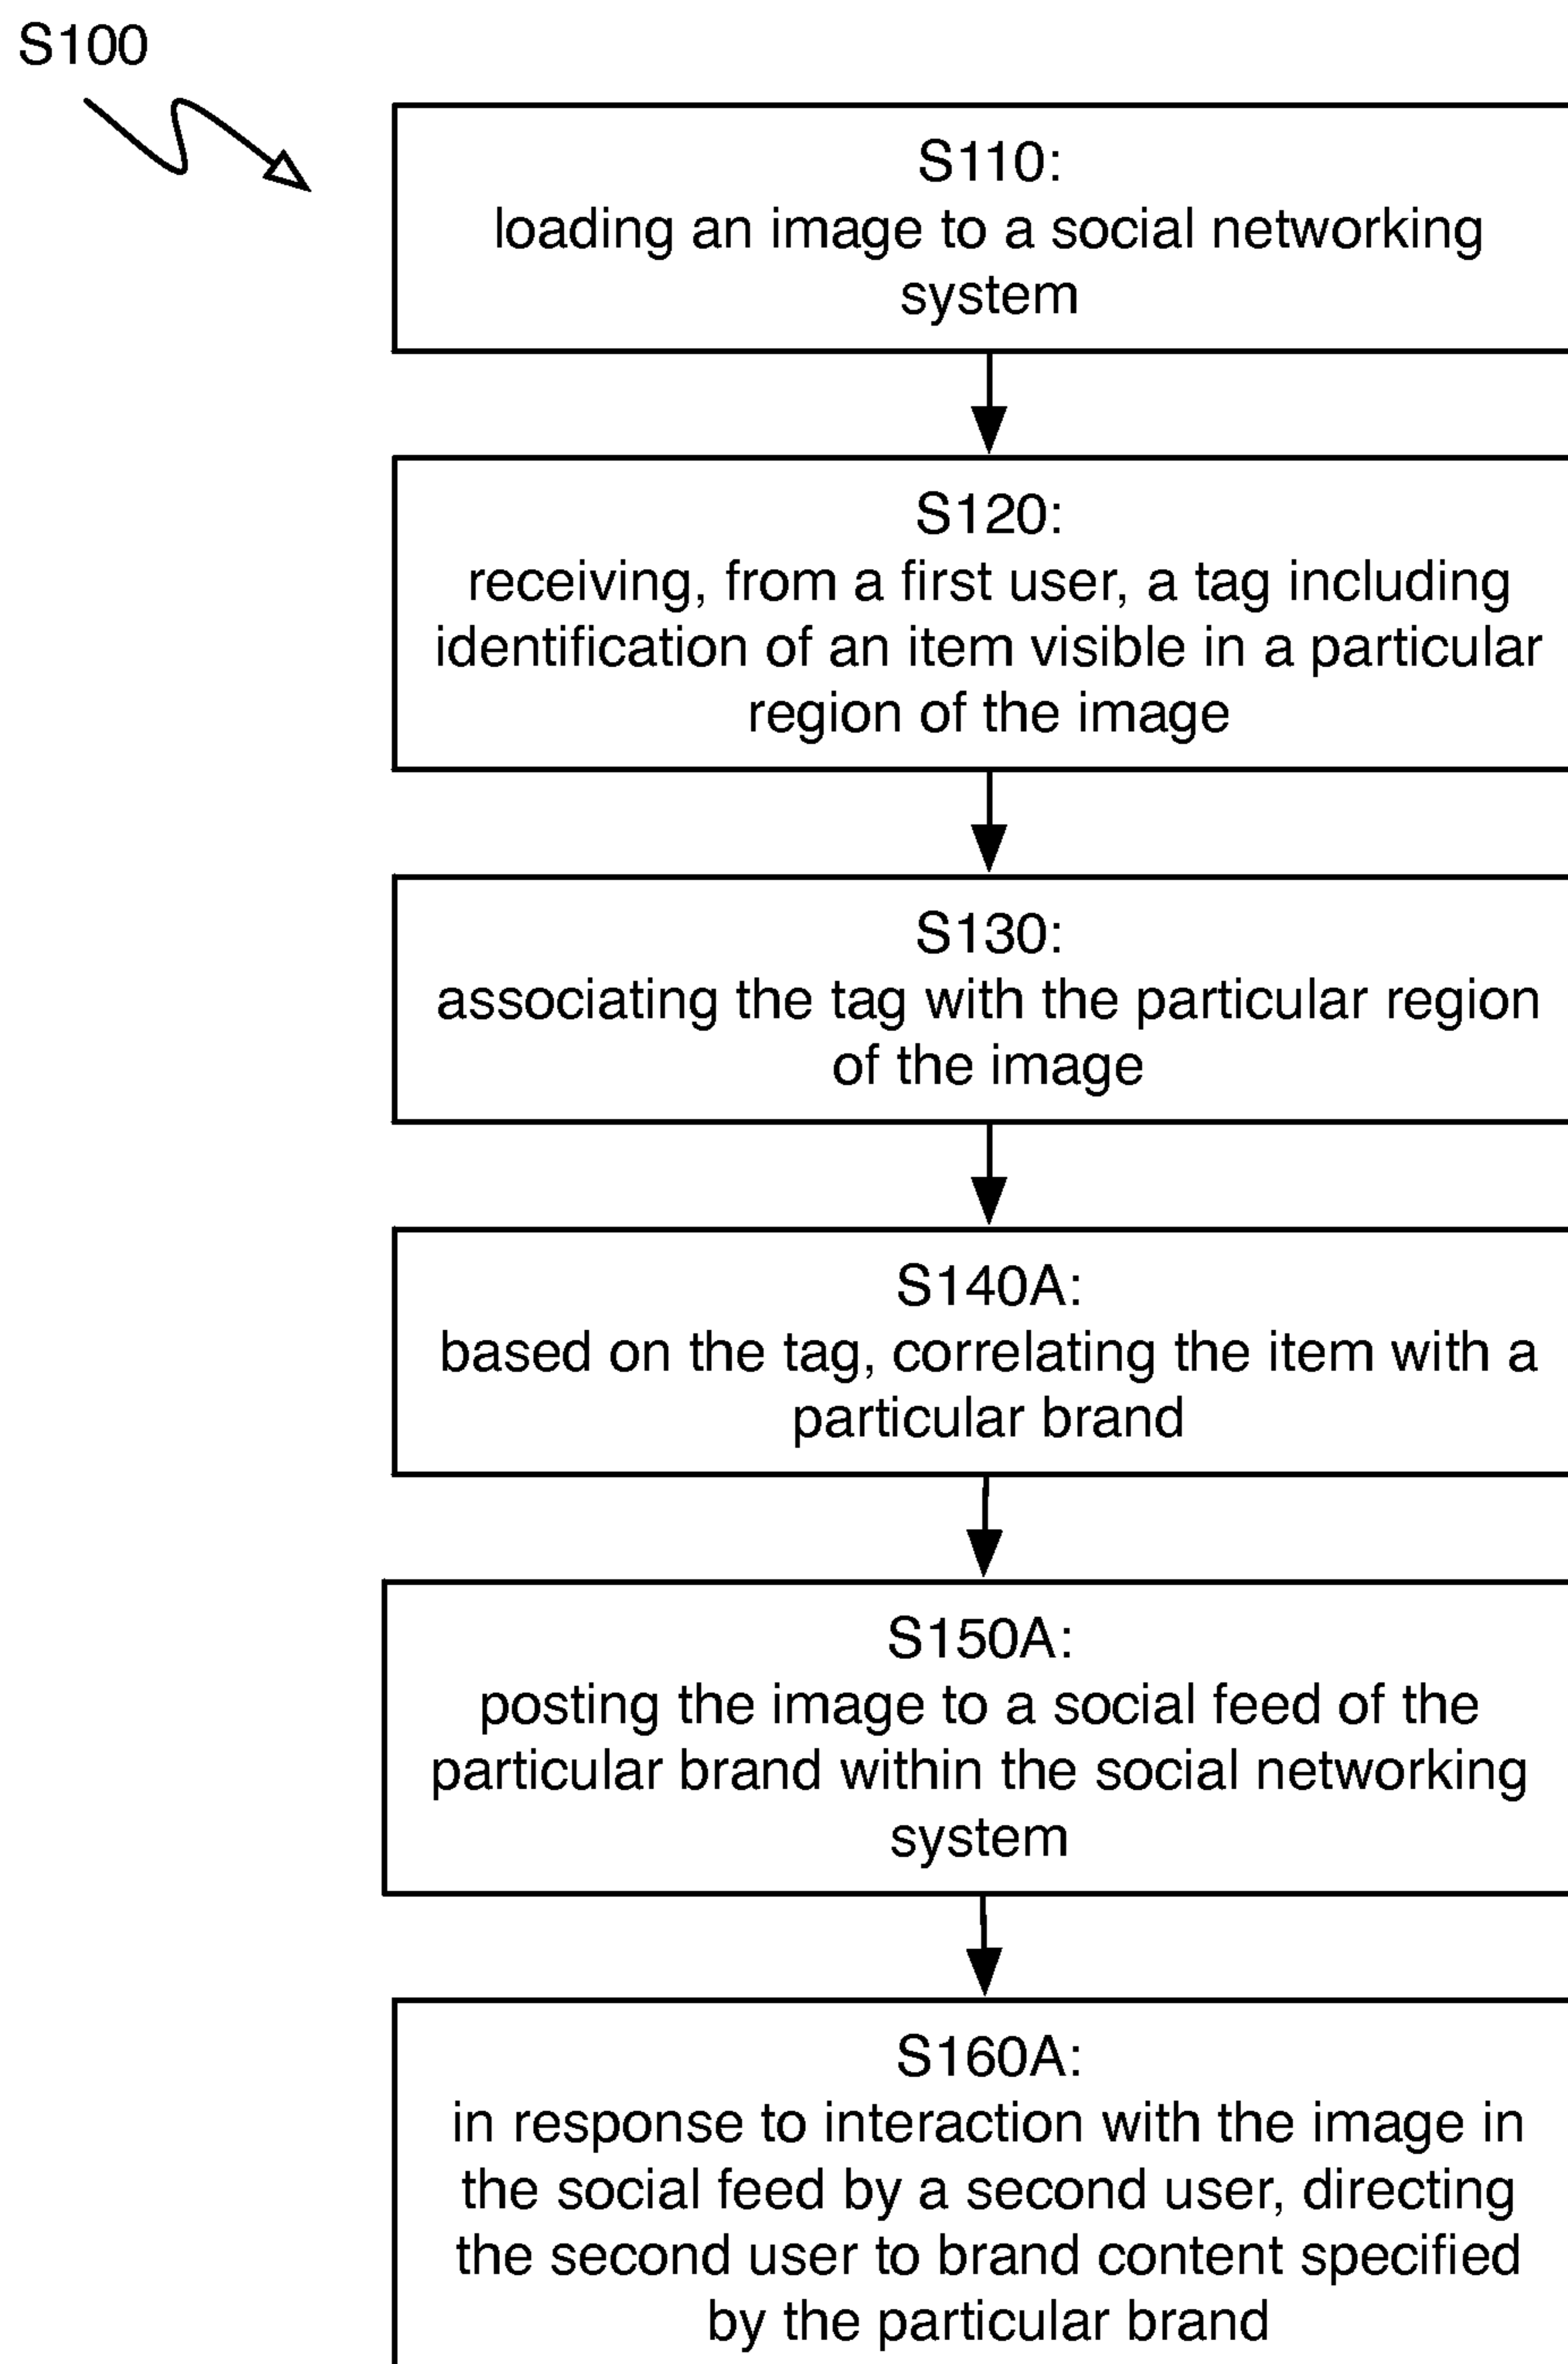 S100
S110:
loading an image to a social networking
system
S120:
receiving, from a first user, a tag including
identification of an item visible in a particular
region of the image
S130:
associating the tag with the particular region
of the image
S140A:
based on the tag, correlating the item with a
particular brand
S150A:
posting the image to a social feed of the
particular brand within the social networking
system
S160A:
in response to interaction with the image in
the social feed by a second user, directing
the second user to brand content specified
by the particular brand